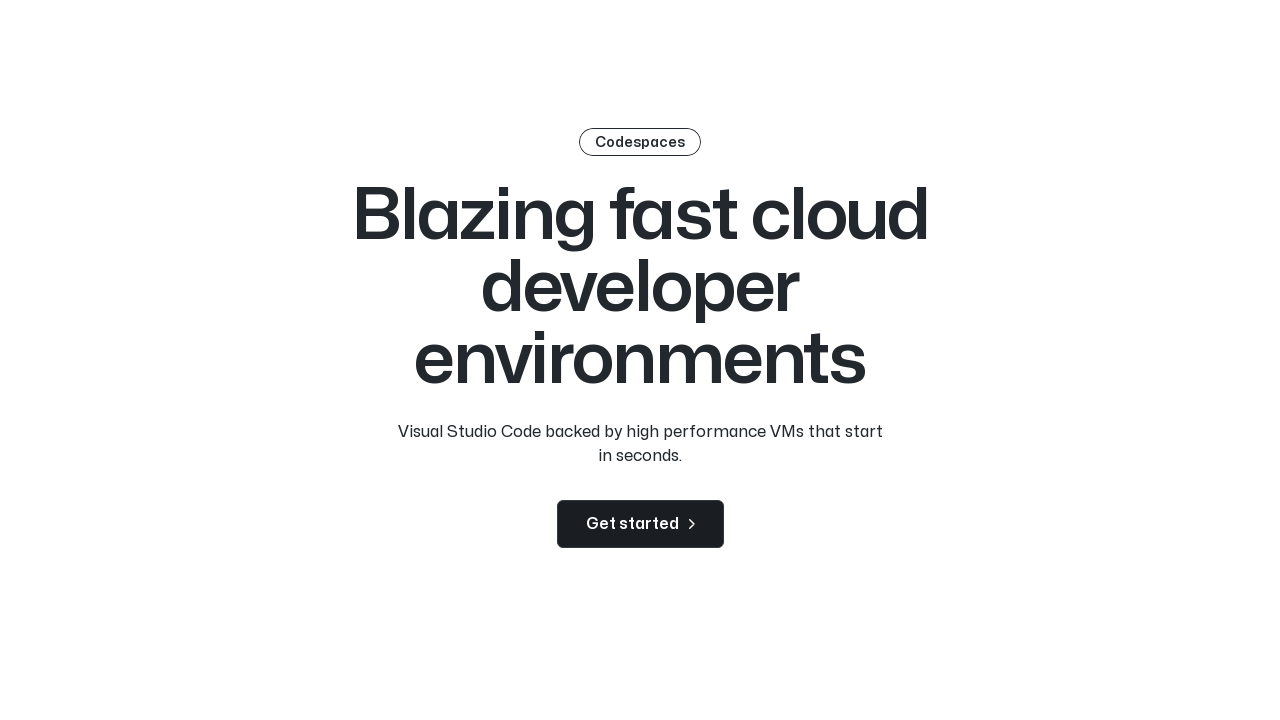 Codespaces
Blazing fast cloud
developer
environments
Visual Studio Code backed by high performance VMs that start
in seconds.
Get started